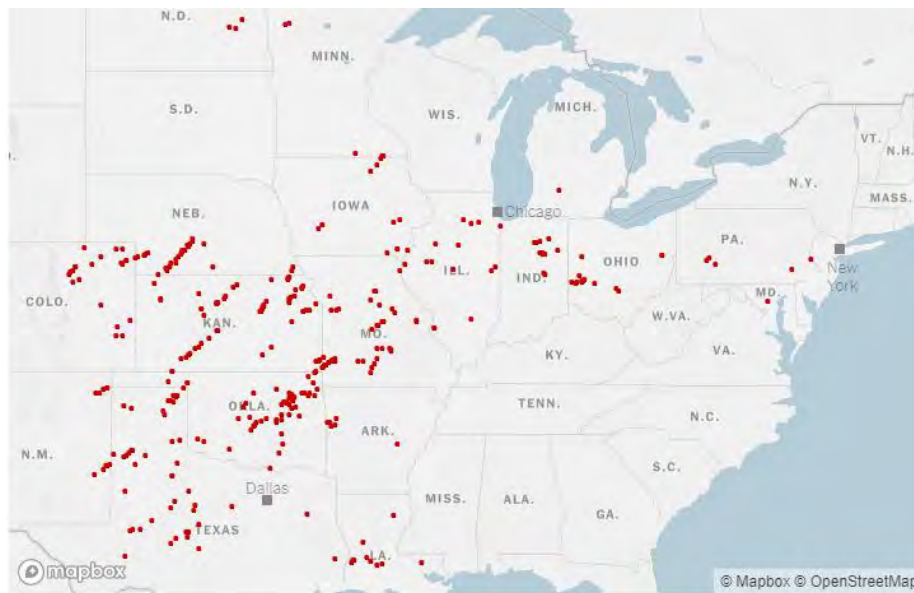 N.D.
MINN.
S.D.
WIS.
MICH.
VT.
N.H.
MASS.
N.Y.
NEB.
IOWA
Chicago
PA.
New
York
COLO.
KAN.
ILL.
IND.
OHIO
MD.
W.VA.
MO.
KY.
VA.
OKLA.
ARK.
TENN.
N.C.
N.M.
S.C.
Dallas
MISS.
ALA.
GA.
TEXAS
LA.
mapbox
© Mapbox © OpenStreetMap